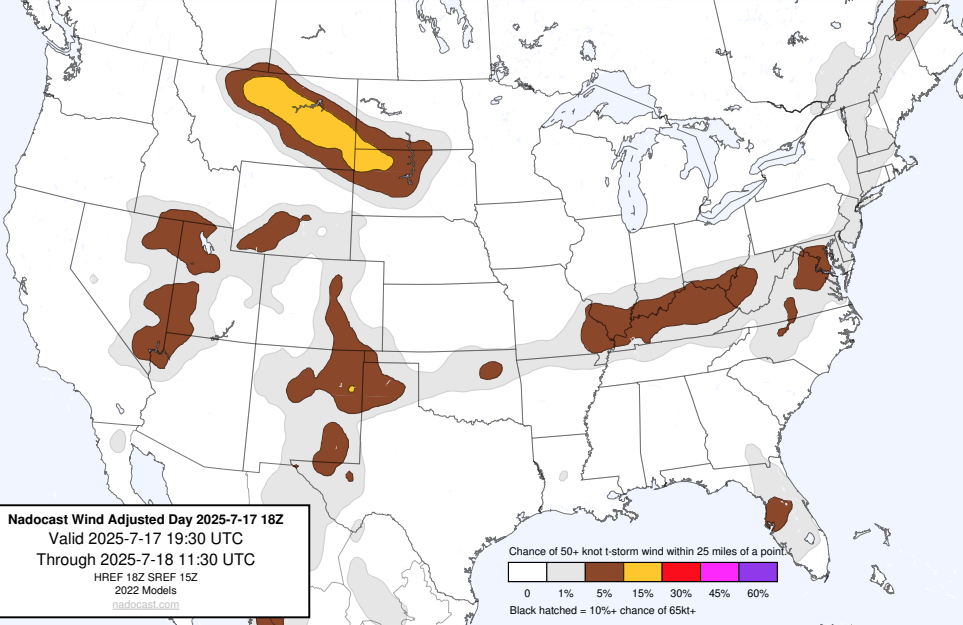 Nadocast Wind Adjusted Day 2025-7-17 18Z
Valid 2025-7-17 19:30 UTC
Through 2025-7-18 11:30 UTC
HREF 18Z SREF 15Z
2022 Models
nadocast.com
Chance of 50+ knot t-storm wind within 25 miles of a point.
0 1% 5% 15% 30% 45% 60%
Black hatched = 10%+ chance of 65kt+